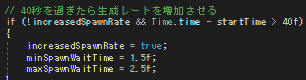 // 40秒を過ぎたら生成レートを増加させる
if (!increasedSpawnRate && Time.time - startTime > 40f)
{
increasedSpawnRate = true;
minSpawnWaitTime = 1.5f;
maxSpawnWaitTime = 2.5f;